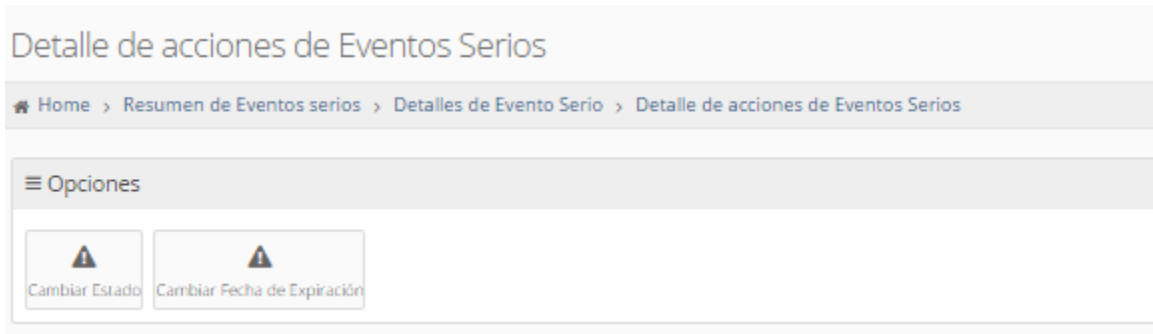 Detalle de acciones de Eventos Serios
Home > Resumen de Eventos serios > Detalles de Evento Serio > Detalle de acciones de Eventos Serios
Opciones
Cambiar Estado Cambiar Fecha de Expiración